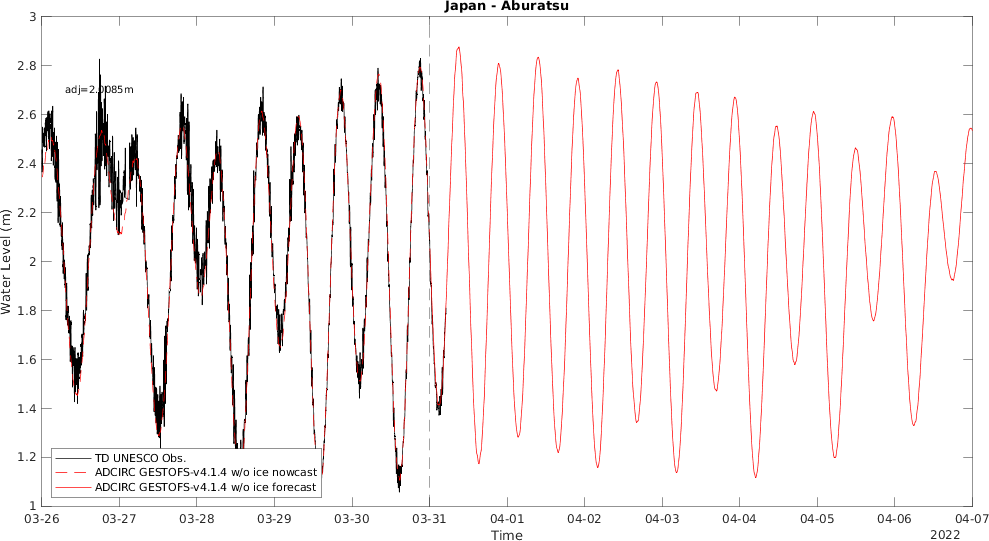 Japan - Aburatsu
3
2.8
2.6
2.4
2.2
2
1.8
1.6
1.4
1.2
1
Water Level (m)
adj=2.0085m
TD UNESCO Obs.
ADCIRC GESTOFS-v4.1.4 w/o ice nowcast
ADCIRC GESTOFS-v4.1.4 w/o ice forecast
03-26 03-27 03-28 03-29 03-30 03-31 04-01 04-02 04-03 04-04 04-05 04-06 04-07
Time
2022